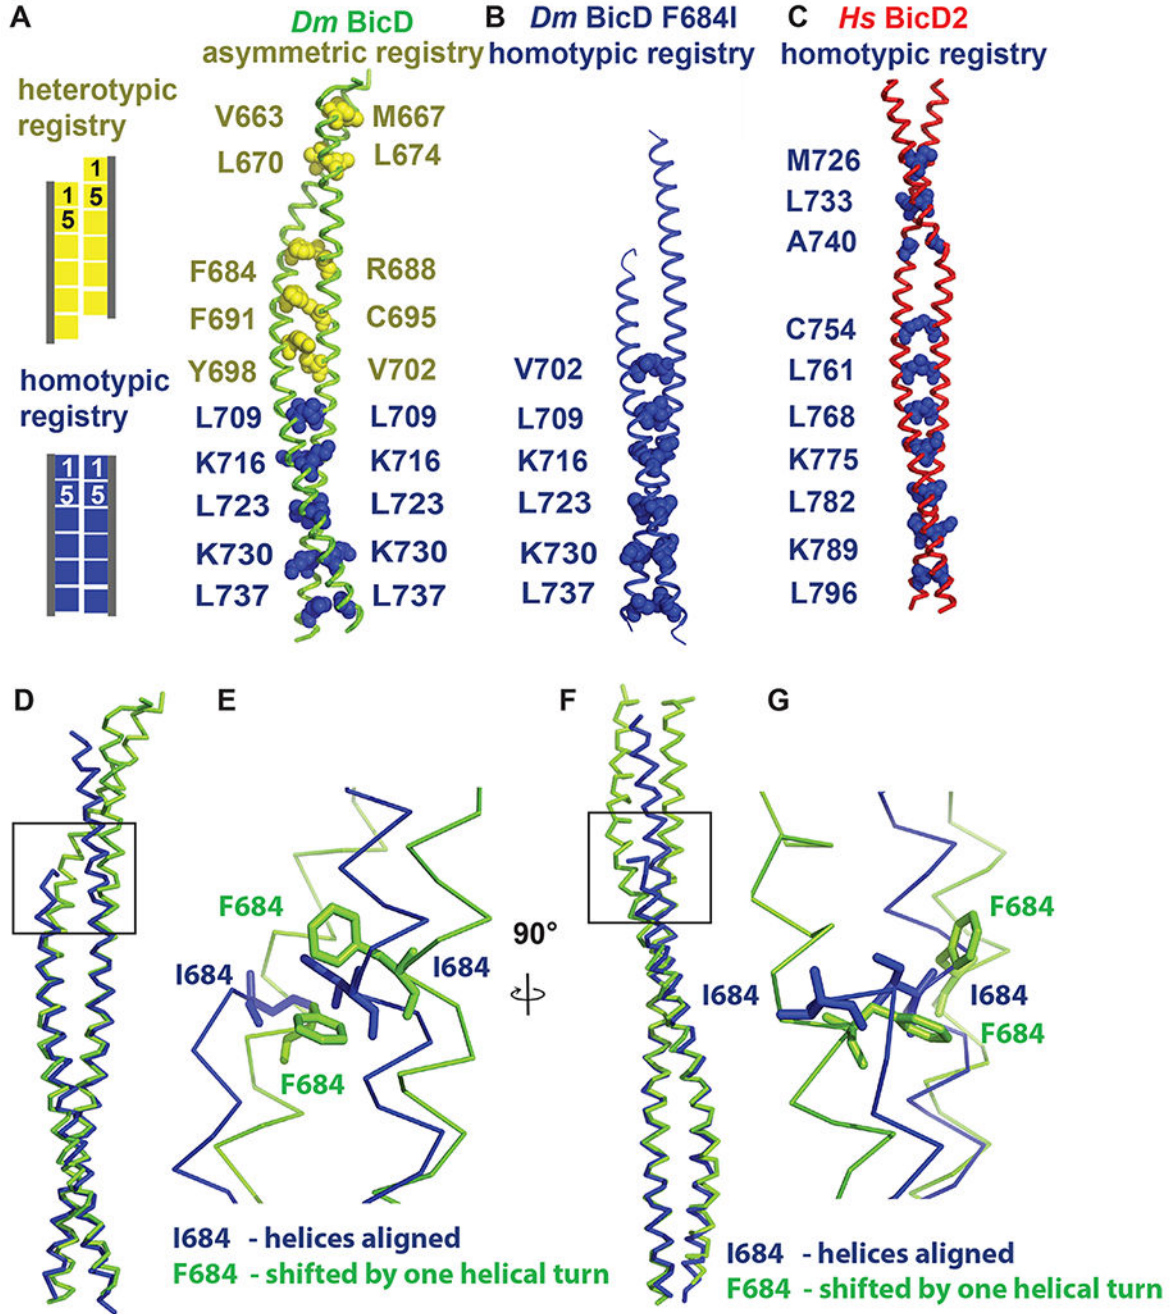 A
Dm BicD
asymmetric registry
heterotypic
registry
1
1
5
5
V663
M667
L670
L674
F684
R688
F691
C695
Y698
V702
homotypic
registry
1
1
5
5
L709
L709
K716
K716
L723
L723
K730
K730
L737
L737
B
Dm BicD F684I
homotypic registry
V702
L709
K716
L723
K730
L737
C
Hs BicD2
homotypic registry
M726
L733
A740
C754
L761
L768
K775
L782
K789
L796
D
E
F684
I684
I684
F684
I684 - helices aligned
F684 - shifted by one helical turn
90°
F
G
F684
I684
I684
F684
I684 - helices aligned
F684 - shifted by one helical turn